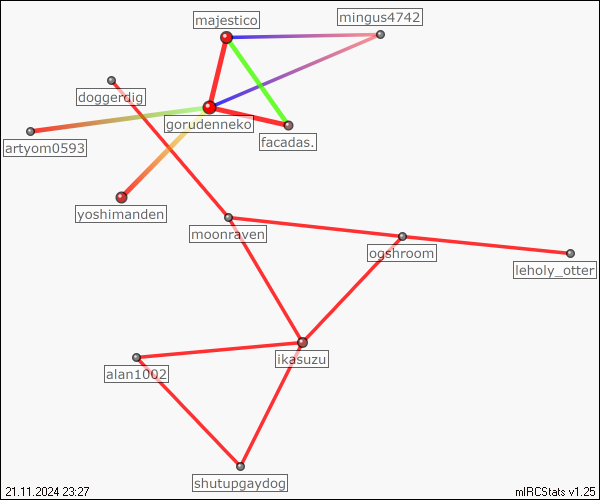 majestico
mingus4742
doggerdig
gorudenneko
artyom0593
facadas.
yoshimanden
moonraven
ogshroom
leholy_otter
ikasuzu
alan1002
shutupgaydog
21.11.2024 23:27
mIRCStats v1.25